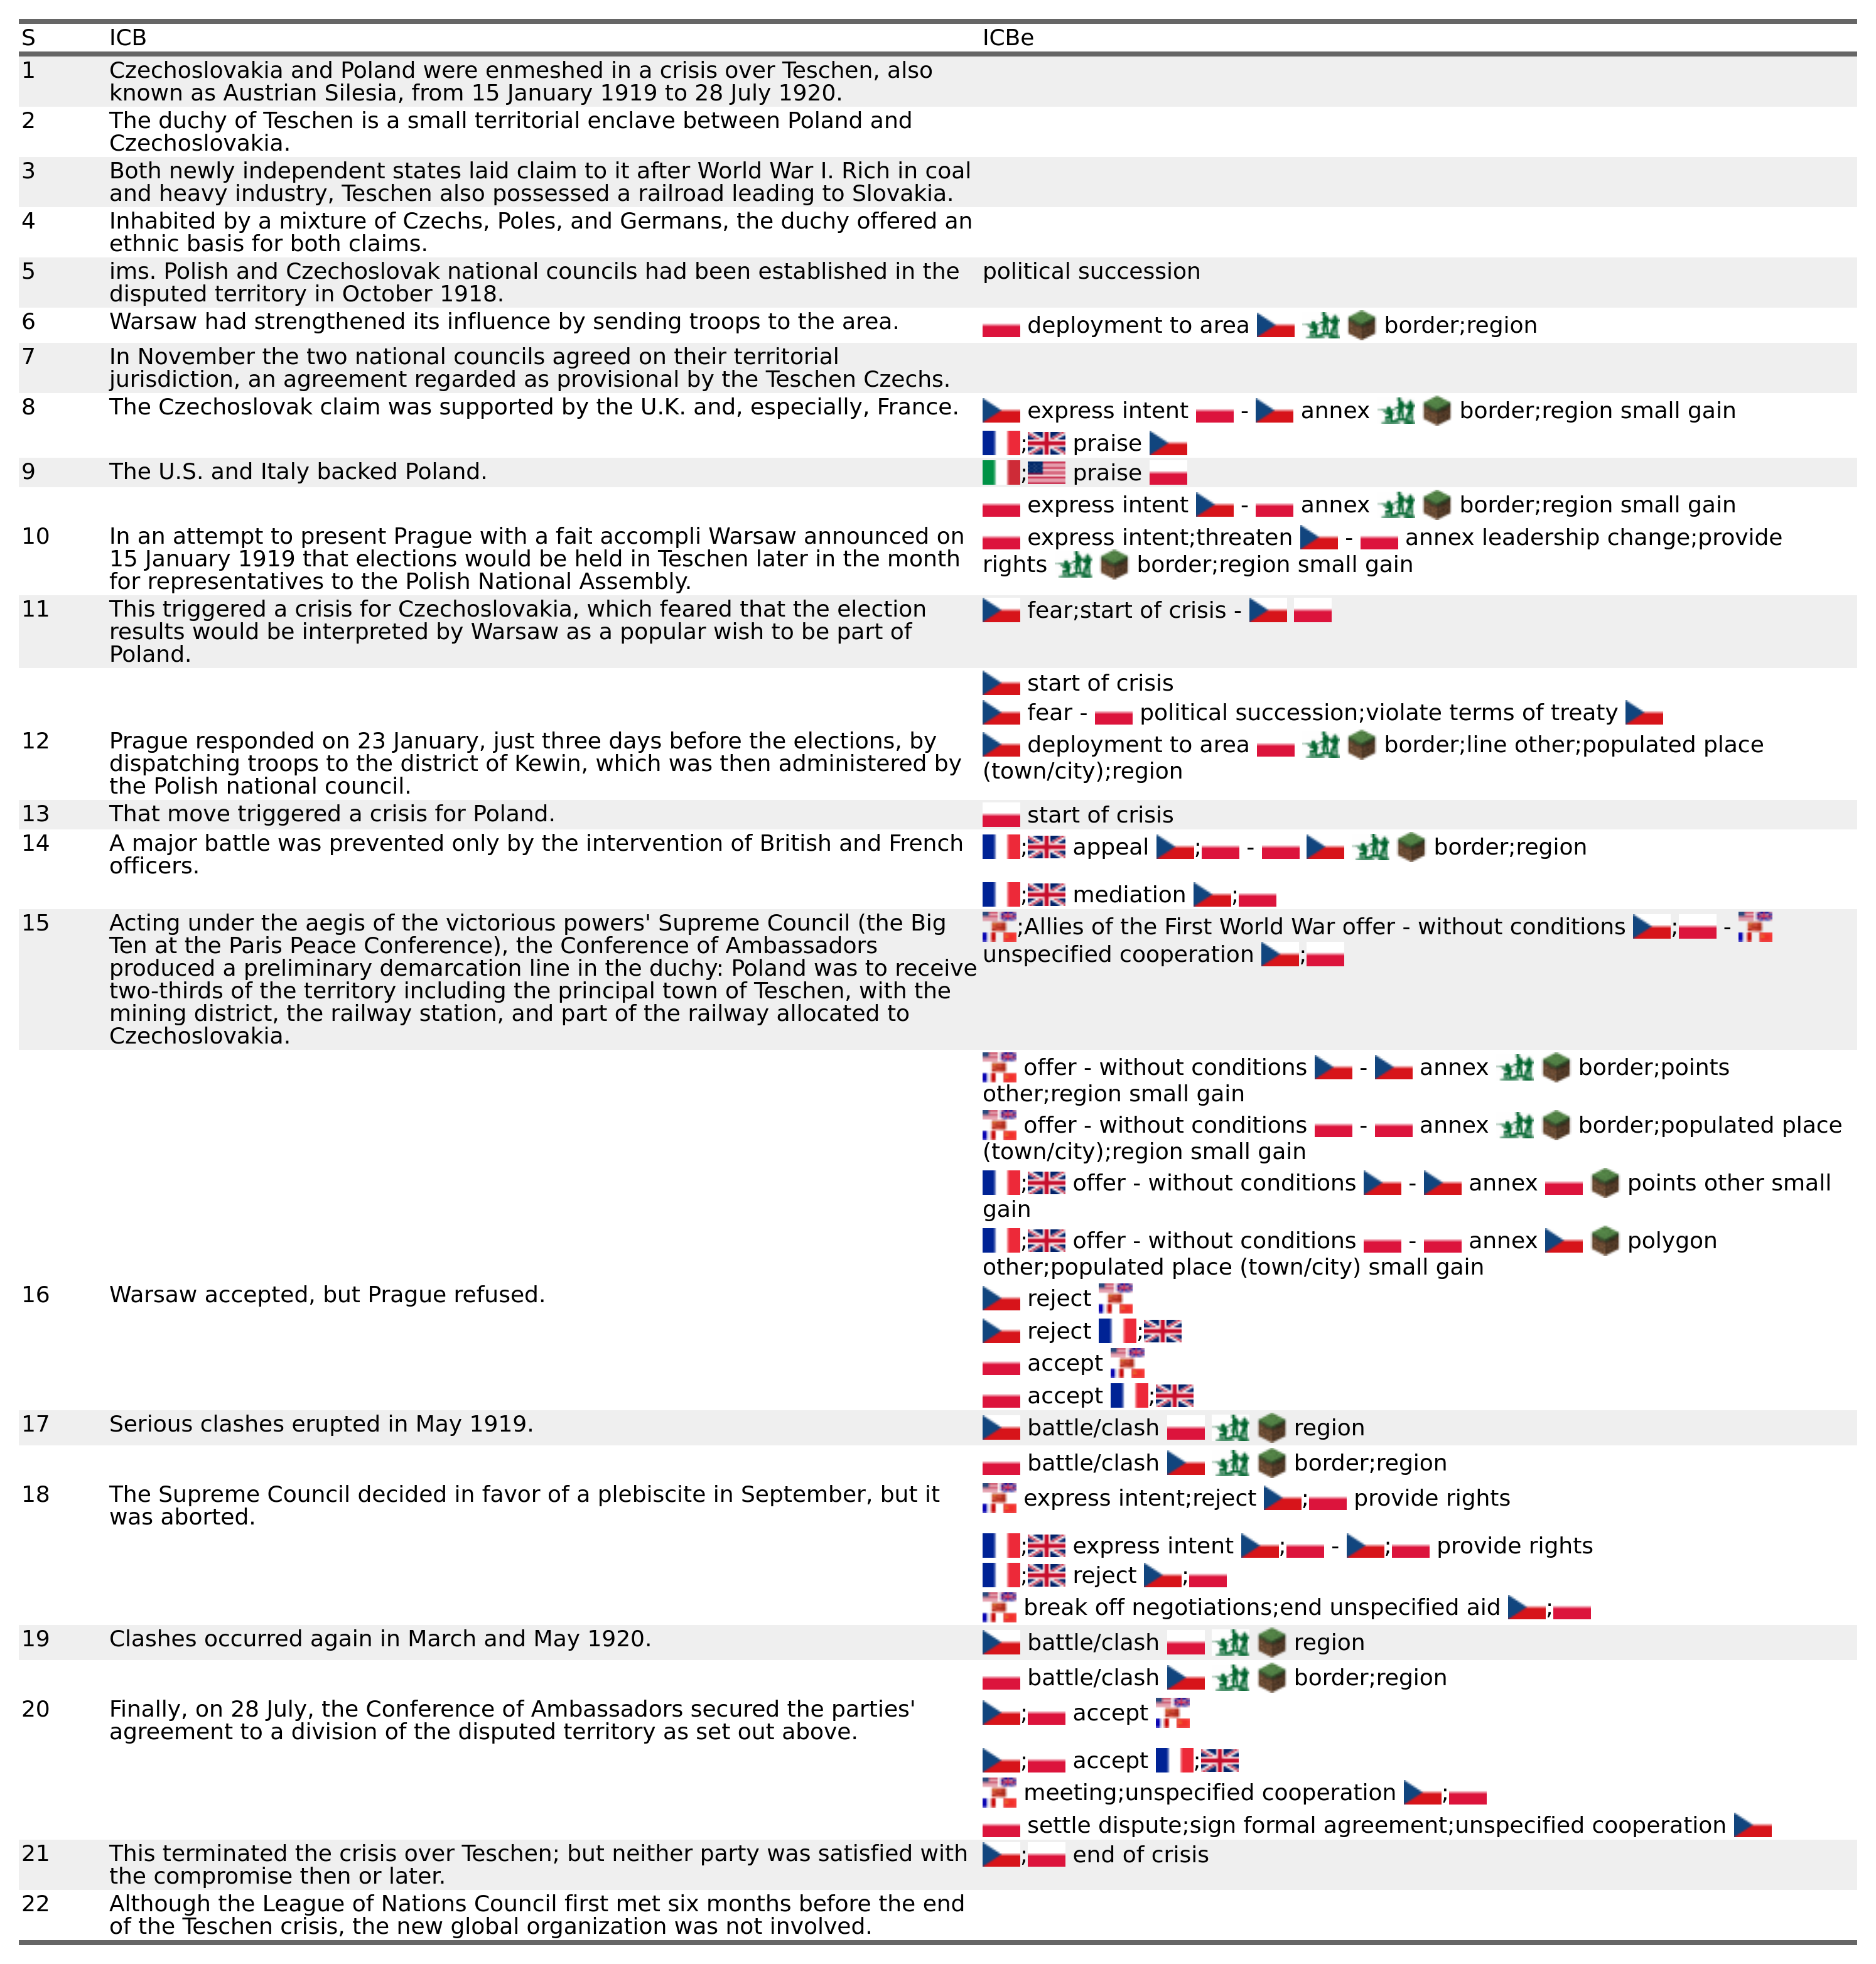 S ICB ICBe
1 Czechoslovakia and Poland were enmeshed in a crisis over Teschen, also
known as Austrian Silesia, from 15 January 1919 to 28 July 1920.
2 The duchy of Teschen is a small territorial enclave between Poland and
Czechoslovakia.
3 Both newly independent states laid claim to it after World War I. Rich in coal
and heavy industry, Teschen also possessed a railroad leading to Slovakia.
4 Inhabited by a mixture of Czechs, Poles, and Germans, the duchy offered an
ethnic basis for both claims.
5 ims. Polish and Czechoslovak national councils had been established in the
disputed territory in October 1918.
political succession
6 Warsaw had strengthened its influence by sending troops to the area.
deployment to area border;region
7 In November the two national councils agreed on their territorial
jurisdiction, an agreement regarded as provisional by the Teschen Czechs.
8 The Czechoslovak claim was supported by the U.K. and, especially, France.
express intent - annex border;region small gain
; praise
9 The U.S. and Italy backed Poland.
; praise
express intent - annex border;region small gain
10 In an attempt to present Prague with a fait accompli Warsaw announced on
15 January 1919 that elections would be held in Teschen later in the month
for representatives to the Polish National Assembly.
express intent;threaten - annex leadership change;provide
rights border;region small gain
11 This triggered a crisis for Czechoslovakia, which feared that the election
results would be interpreted by Warsaw as a popular wish to be part of
Poland.
fear;start of crisis -
start of crisis
fear - political succession;violate terms of treaty
12 Prague responded on 23 January, just three days before the elections, by
dispatching troops to the district of Kewin, which was then administered by
the Polish national council.
deployment to area border;line other;populated place
(town/city);region
13 That move triggered a crisis for Poland.
start of crisis
14 A major battle was prevented only by the intervention of British and French
officers.
; appeal ; - border;region
; mediation ;
15 Acting under the aegis of the victorious powers' Supreme Council (the Big
Ten at the Paris Peace Conference), the Conference of Ambassadors
produced a preliminary demarcation line in the duchy: Poland was to receive
two-thirds of the territory including the principal town of Teschen, with the
mining district, the railway station, and part of the railway allocated to
Czechoslovakia.
;Allies of the First World War offer - without conditions ; -
unspecified cooperation ;
offer - without conditions - annex border;points
other;region small gain
offer - without conditions - annex border;populated place
(town/city);region small gain
; offer - without conditions - annex points other small
gain
; offer - without conditions - annex polygon
other;populated place (town/city) small gain
16 Warsaw accepted, but Prague refused.
reject
reject ;
accept
accept ;
17 Serious clashes erupted in May 1919.
battle/clash region
battle/clash border;region
18 The Supreme Council decided in favor of a plebiscite in September, but it
was aborted.
express intent;reject ; provide rights
; express intent ; - ; provide rights
; reject ;
break off negotiations;end unspecified aid ;
19 Clashes occurred again in March and May 1920.
battle/clash region
battle/clash border;region
20 Finally, on 28 July, the Conference of Ambassadors secured the parties'
agreement to a division of the disputed territory as set out above.
; accept
; accept ;
meeting;unspecified cooperation ;
settle dispute;sign formal agreement;unspecified cooperation
21 This terminated the crisis over Teschen; but neither party was satisfied with
the compromise then or later.
; end of crisis
22 Although the League of Nations Council first met six months before the end
of the Teschen crisis, the new global organization was not involved.